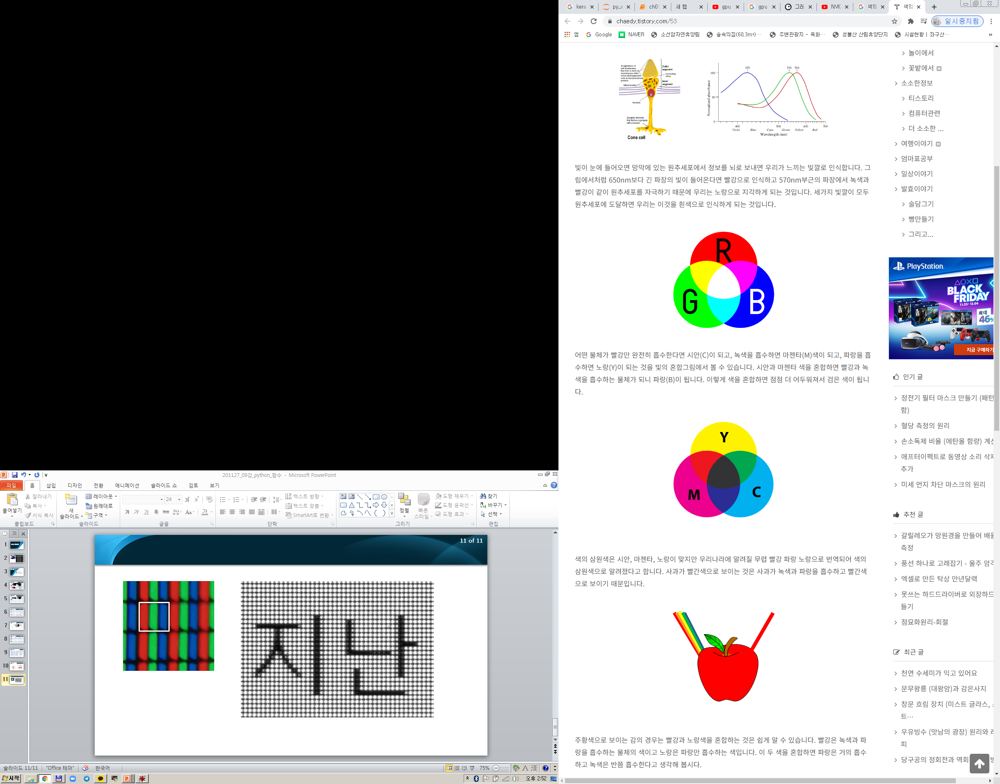 kera
py_e
ch0
새 탭
gpu
gpu
그래
NVI
색의
색의
chaedy.tistory.com/53
일시중지됨
앱
Google
NAVER
소선암자연휴양림
숲속의집(60.3m²)…
주변관광지 - 옥화…
성불산 산림휴양단지
시설현황 | 좌구산…
»
Outer segment
Connecting cilium
Inner segment
Mitochondria
Nucleus
Synaptic terminal
that forms a synapse
with a neuron
Cone cell
420
534 564
100
50
0
Normalized absorbance
400
500
600
700
Violet Blue Cyan Green Yellow Red
Wavelength (nm)
빛이 눈에 들어오면 망막에 있는 원추세포에서 정보를 뇌로 보내면 우리가 느끼는 빛깔로 인식합니다. 그
림에서처럼 650nm보다 긴 파장의 빛이 들어온다면 빨강으로 인식하고 570nm부근의 파장에서 녹색과
빨강이 같이 원추세포를 자극하기 때문에 우리는 노랑으로 지각하게 되는 것입니다. 세가지 빛깔이 모두
원추세포에 도달하면 우리는 이것을 흰색으로 인식하게 되는 것입니다.
R
G
B
어떤 물체가 빨강만 완전히 흡수한다면 시안(C)이 되고, 녹색을 흡수하면 마젠타(M)색이 되고, 파랑을 흡
수하면 노랑(Y)이 되는 것을 빛의 혼합그림에서 볼 수 있습니다. 시안과 마젠타 색을 혼합하면 빨강과 녹
색을 흡수하는 물체가 되니 파랑(B)이 됩니다. 이렇게 색을 혼합하면 점점 더 어두워져서 검은 색이 됩니
다.
Y
M
C
색의 삼원색은 시안, 마젠타, 노랑이 맞지만 우리나라에 알려질 무렵 빨강 파랑 노랑으로 번역되어 색의
삼원색으로 알려졌다고 합니다. 사과가 빨간색으로 보이는 것은 사과가 녹색과 파랑을 흡수하고 빨간색
으로 보이기 때문입니다.
주황색으로 보이는 감의 경우는 빨강과 노랑색을 혼합하는 것은 쉽게 알 수 있습니다. 빨강은 녹색과 파
랑을 흡수하는 물체의 색이고 노랑은 파랑만 흡수하는 색입니다. 이 두 색을 혼합하면 파랑은 거의 흡수
하고 녹색은 반쯤 흡수한다고 생각해 봅시다.
놀이에서
꽃밭에서 N
소소한정보
티스토리
컴퓨터관련
더 소소한 ...
여행이야기 N
엄마표공부
일상이야기
발효이야기
술담그기
빵만들기
그리고...
PlayStation.
BLACK
FRIDAY
11.23- 12.06
최대
46%
지금 구매하기
인기 글
정전기 필터 마스크 만들기 (패턴
함)
혈당 측정의 원리
손소독제 비율 (에탄올 함량) 계산
애프터이펙트로 동영상 소리 삭제
추가
미세 먼지 차단 마스크의 원리
추천 글
갈릴레오가 망원경을 만들어 배율
측정
풍선 하나로 고래잡기 - 울주 암각
엑셀로 만든 탁상 만년달력
못쓰는 하드드라이버로 외장하드
들기
점묘화원리-회절
최근 글
천연 수세미가 익고 있어요
문무왕릉 (대왕암)과 감은사지
창문 흐림 장치 (미스트 글라스,
트…
우유빙수 (맛남의 광장) 원리와
피
당구공의 정회전과 역회
201127_09강_python_함수 - Microsoft PowerPoint
파일 홈 삽입 디자인 전환 애니메이션 슬라이드 쇼 검토 보기
붙여넣기
잘라내기
복사
서식 복사
클립보드
새
슬라이드
레이아웃
원래대로
구역
슬라이드
24
글꼴
텍스트 방향
텍스트 맞춤
SmartArt로 변환
단락
정렬
빠른
스타일
도형 채우기
도형 윤곽선
도형 효과
그리기
찾기
바꾸기
선택
편집
1
2
3
4
5
6
7
8
9
10
11
11 of 11
지난
슬라이드 11/11
"Office 테마"
한국어
75%
A 漢
시작
오후 2:52